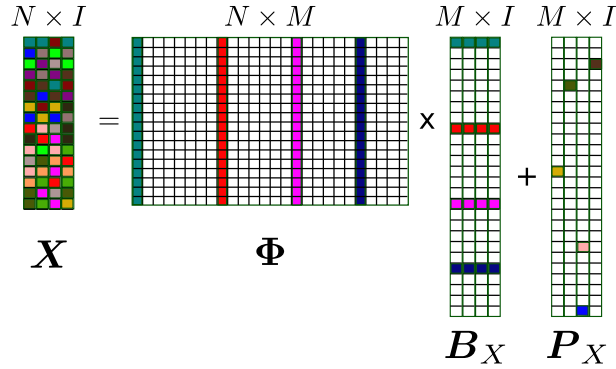 N × I N × M M × I M × I
= x +
X Φ B_X P_X